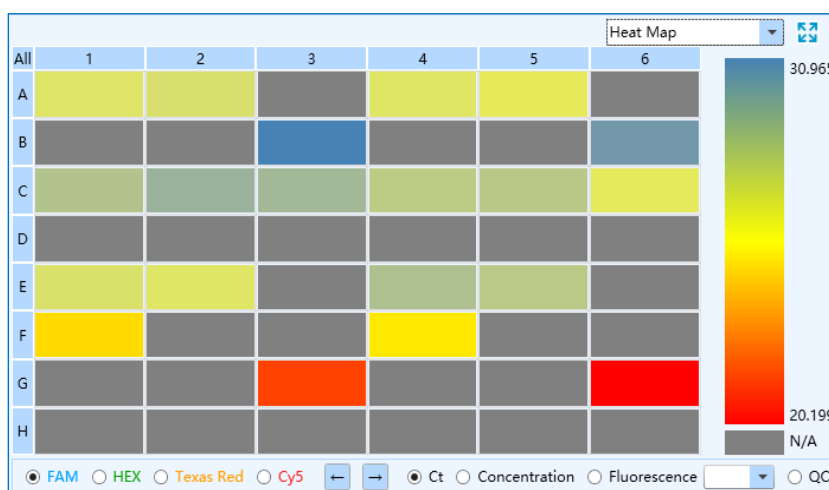 Heat Map
All 1 2 3 4 5 6
30.965
A
B
C
D
E
F
G
H
20.199
N/A
FAM HEX Texas Red Cy5 ← → Ct Concentration Fluorescence QC